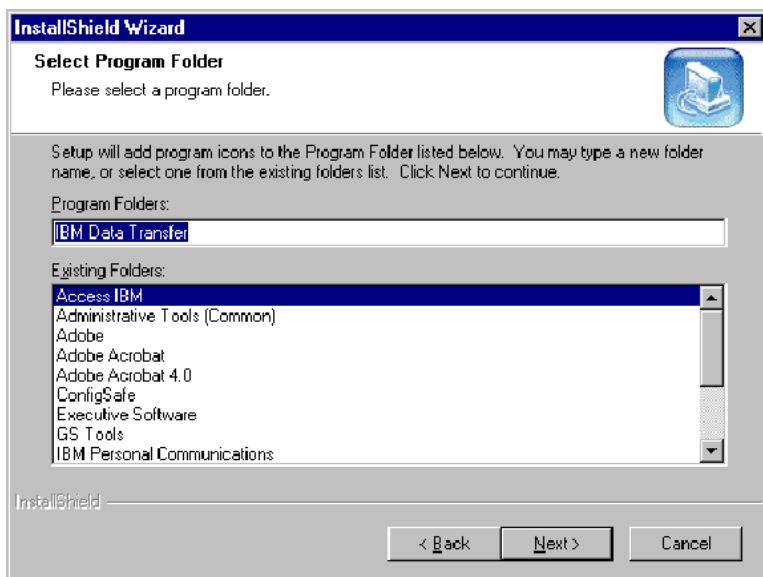 InstallShield Wizard
Select Program Folder
Please select a program folder.
Setup will add program icons to the Program Folder listed below. You may type a new folder
name, or select one from the existing folders list. Click Next to continue.
Program Folders:
IBM Data Transfer
Existing Folders:
Access IBM
Administrative Tools (Common)
Adobe
Adobe Acrobat
Adobe Acrobat 4.0
ConfigSafe
Executive Software
GS Tools
IBM Personal Communications
InstallShield
< Back
Next >
Cancel